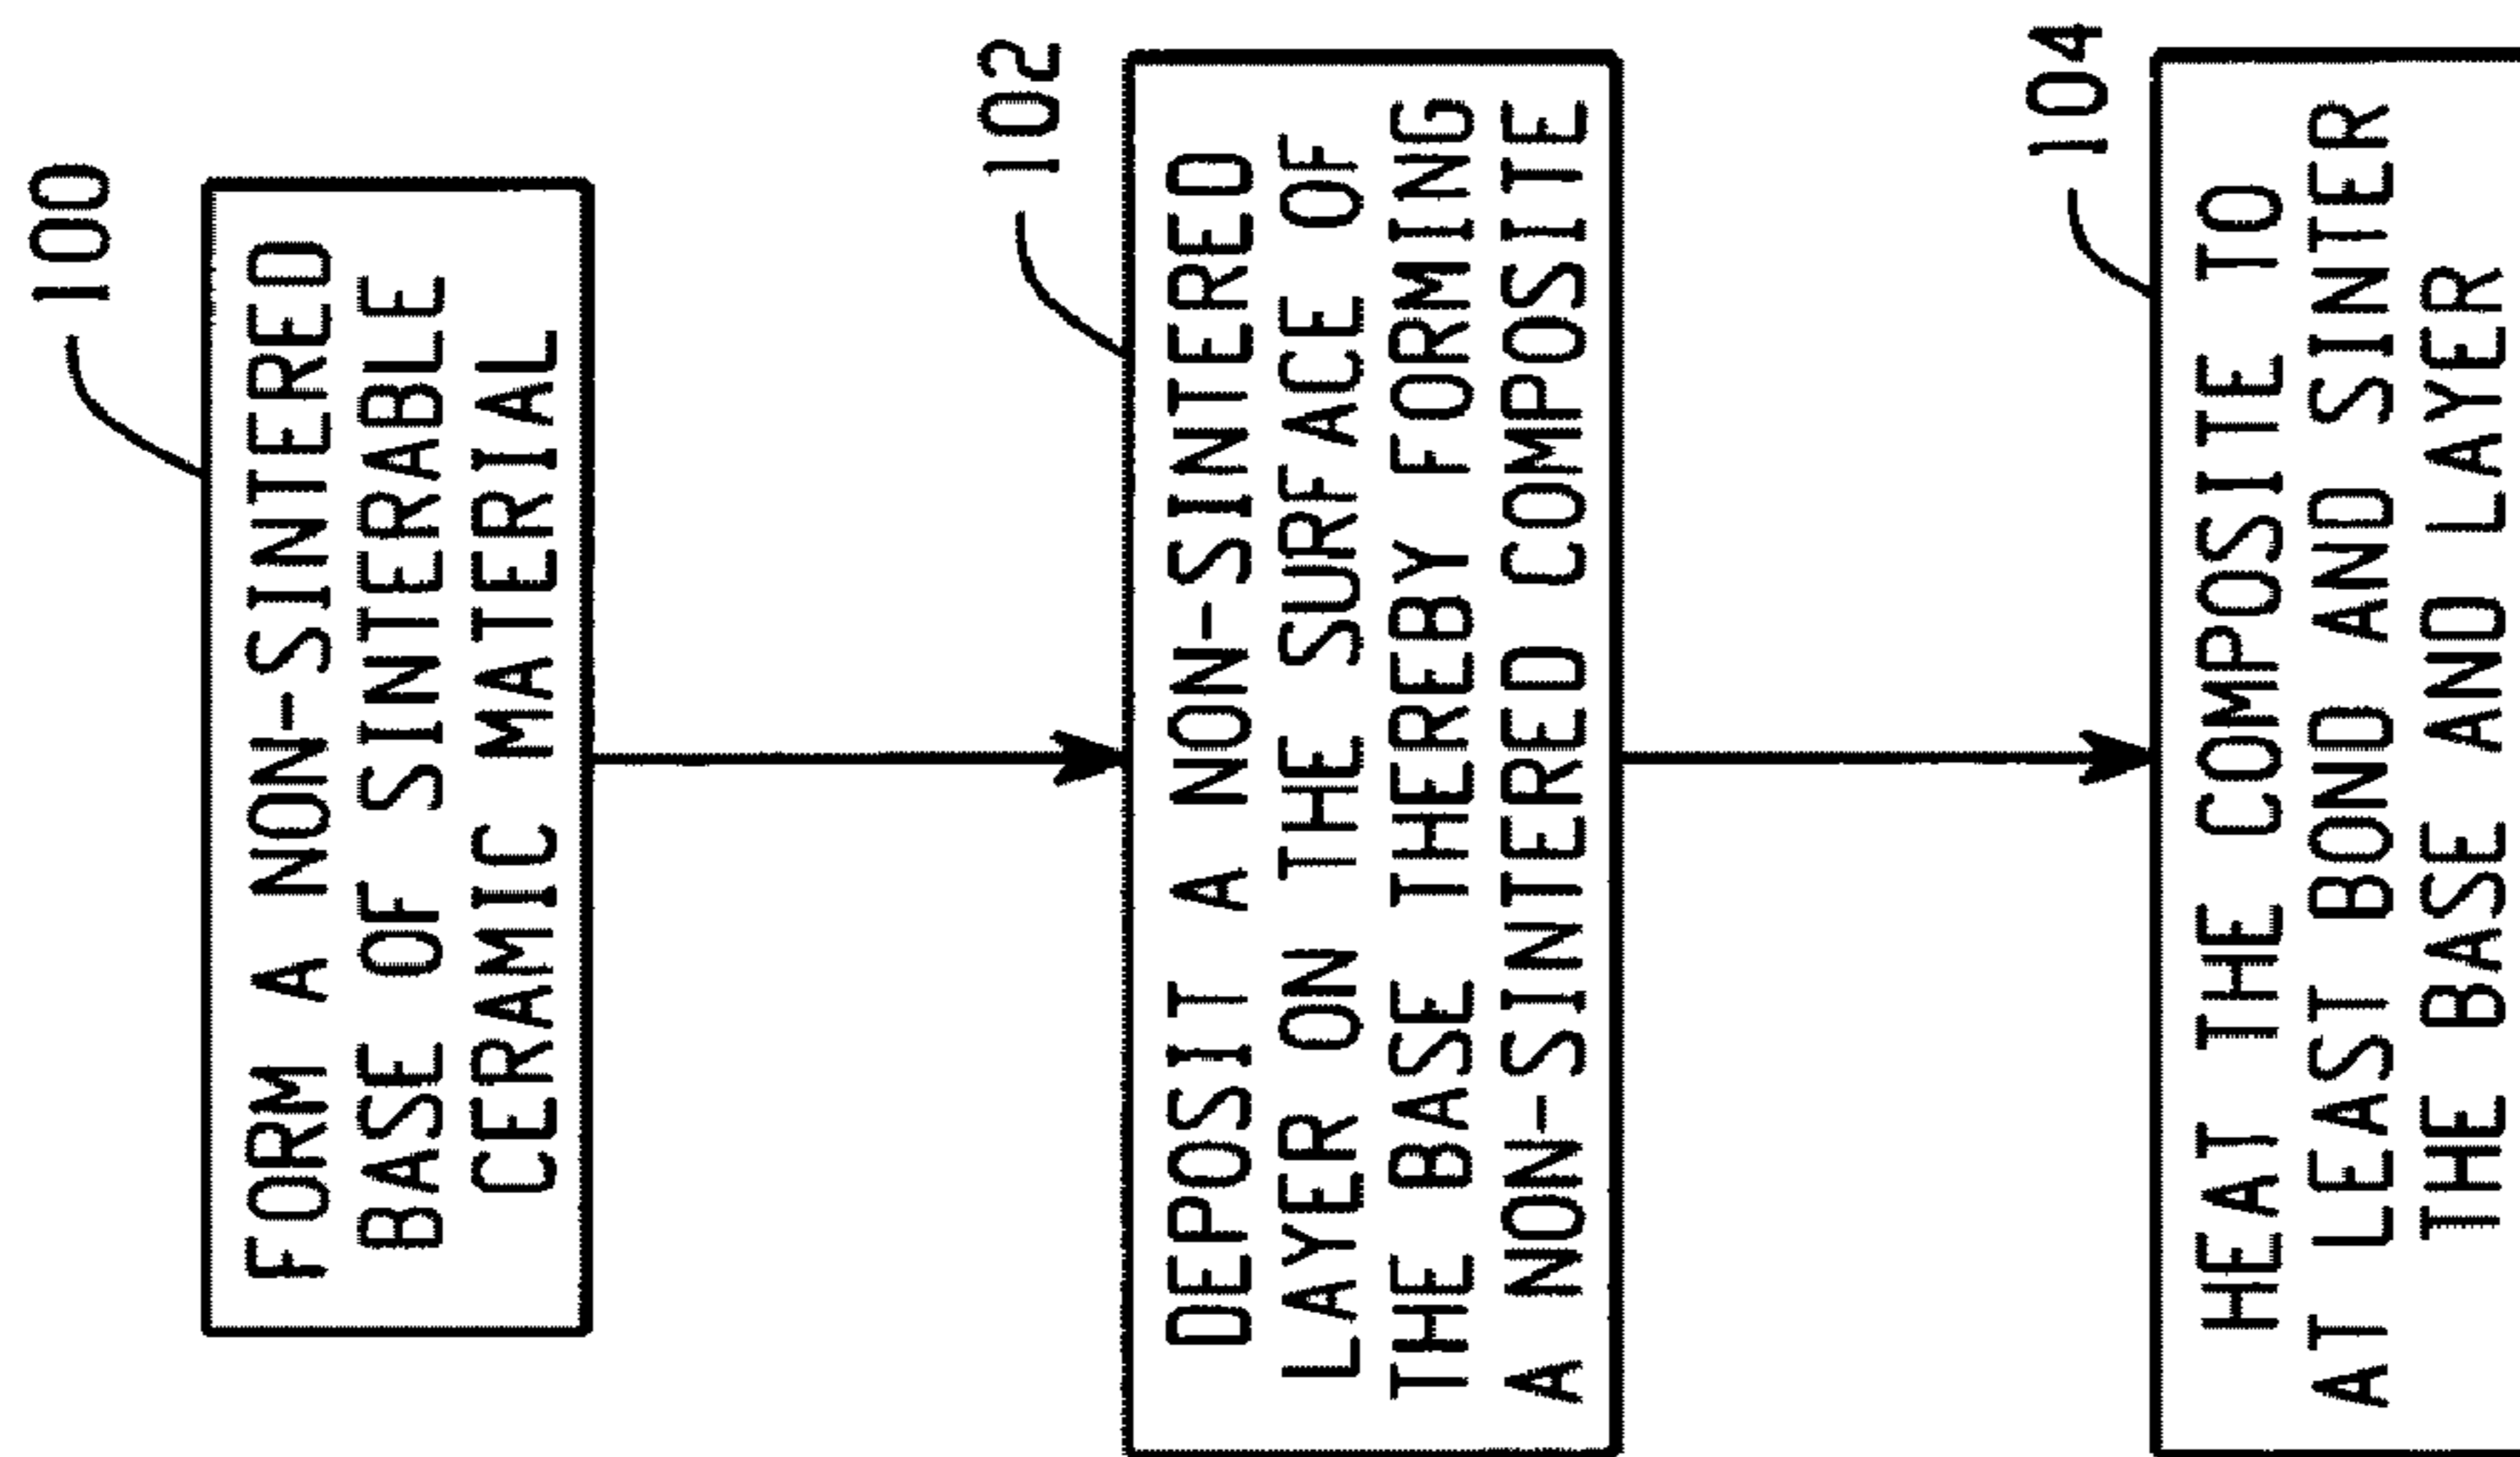 100
FORM A NON-SINTERED
BASE OF SINTERABLE
CERAMIC MATERIAL
102
DEPOSIT A NON-SINTERED
LAYER ON THE SURFACE OF
THE BASE THEREBY FORMING
A NON-SINTERED COMPOSITE
104
HEAT THE COMPOSITE TO
AT LEAST BOND AND SINTER
THE BASE AND LAYER